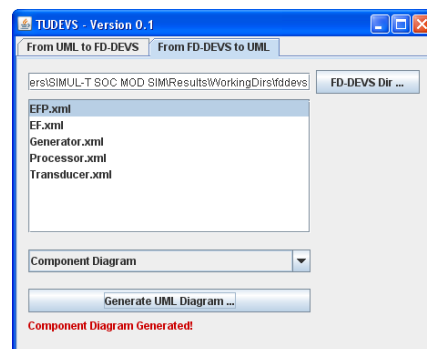 TUDEVS - Version 0.1
From UML to FD-DEVS From FD-DEVS to UML
ers\SIMUL-T SOC MOD SIM\Results\WorkingDirs\fddevs FD-DEVS Dir ...
EFP.xml
EF.xml
Generator.xml
Processor.xml
Transducer.xml
Component Diagram
Generate UML Diagram ...
Component Diagram Generated!